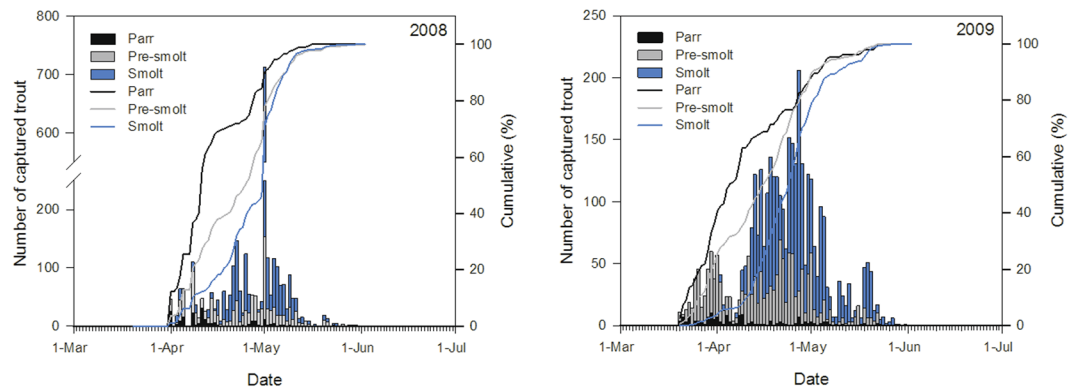 2008
Parr
Pre-smolt
Smolt
Parr
Pre-smolt
Smolt
Number of captured trout
800
700
600
200
100
0
Cumulative (%)
100
80
60
40
20
0
1-Mar 1-Apr 1-May 1-Jun 1-Jul
Date
2009
Parr
Pre-smolt
Smolt
Parr
Pre-smolt
Smolt
Number of captured trout
250
200
150
100
50
0
Cumulative (%)
100
80
60
40
20
0
1-Mar 1-Apr 1-May 1-Jun 1-Jul
Date